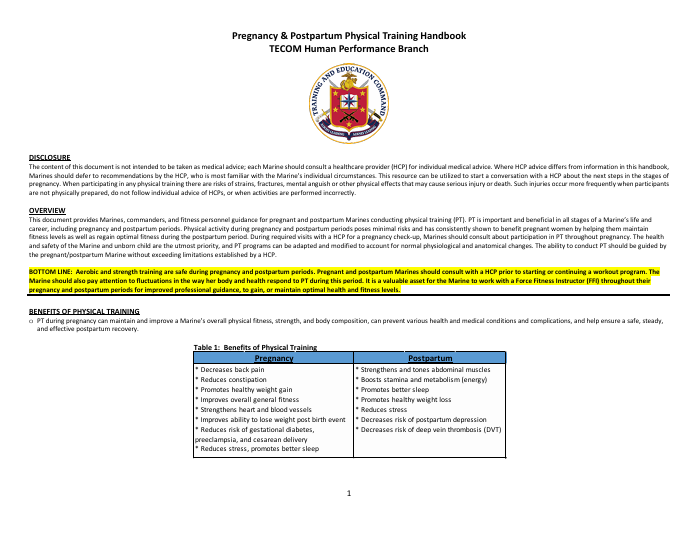 Pregnancy & Postpartum Physical Training Handbook
TECOM Human Performance Branch
TRAINING AND EDUCATION COMMAND
DISCLOSURE
The content of this document is not intended to be taken as medical advice; each Marine should consult a healthcare provider (HCP) for individual medical advice. Where HCP advice differs from information in this handbook,
Marines should defer to recommendations by the HCP, who is most familiar with the Marine's individual circumstances. This resource can be utilized to start a conversation with a HCP about the next steps in the stages of
pregnancy. When participating in any physical training there are risks of strains, fractures, mental anguish or other physical effects that may cause serious injury or death. Such injuries occur more frequently when participants
are not physically prepared, do not follow individual advice of HCPs, or when activities are performed incorrectly.
OVERVIEW
This document provides Marines, commanders, and fitness personnel guidance for pregnant and postpartum Marines conducting physical training (PT). PT is important and beneficial in all stages of a Marine's life and
career, including pregnancy and postpartum periods. Physical activity during pregnancy and postpartum periods poses minimal risks and has consistently shown to benefit pregnant women by helping them maintain
fitness levels as well as regain optimal fitness during the postpartum period. During required visits with a HCP for a pregnancy check-up, Marines should consult about participation in PT throughout pregnancy. The health
and safety of the Marine and unborn child are the utmost priority, and PT programs can be adapted and modified to account for normal physiological and anatomical changes. The ability to conduct PT should be guided by
the pregnant/postpartum Marine without exceeding limitations established by a HCP.
BOTTOM LINE: Aerobic and strength training are safe during pregnancy and postpartum periods. Pregnant and postpartum Marines should consult with a HCP prior to starting or continuing a workout program. The
Marine should also pay attention to fluctuations in the way her body and health respond to PT during this period. It is a valuable asset for the Marine to work with a Force Fitness Instructor (FFI) throughout their
pregnancy and postpartum periods for improved professional guidance, to gain, or maintain optimal health and fitness levels.
BENEFITS OF PHYSICAL TRAINING
o PT during pregnancy can maintain and improve a Marine's overall physical fitness, strength, and body composition, can prevent various health and medical conditions and complications, and help ensure a safe, steady,
and effective postpartum recovery.
Table 1: Benefits of Physical Training
Pregnancy
* Decreases back pain
* Reduces constipation
* Promotes healthy weight gain
* Improves overall general fitness
* Strengthens heart and blood vessels
* Improves ability to lose weight post birth event
* Reduces risk of gestational diabetes,
preeclampsia, and cesarean delivery
* Reduces stress, promotes better sleep
Postpartum
* Strengthens and tones abdominal muscles
* Boosts stamina and metabolism (energy)
* Promotes better sleep
* Promotes healthy weight loss
* Reduces stress
* Decreases risk of postpartum depression
* Decreases risk of deep vein thrombosis (DVT)
1